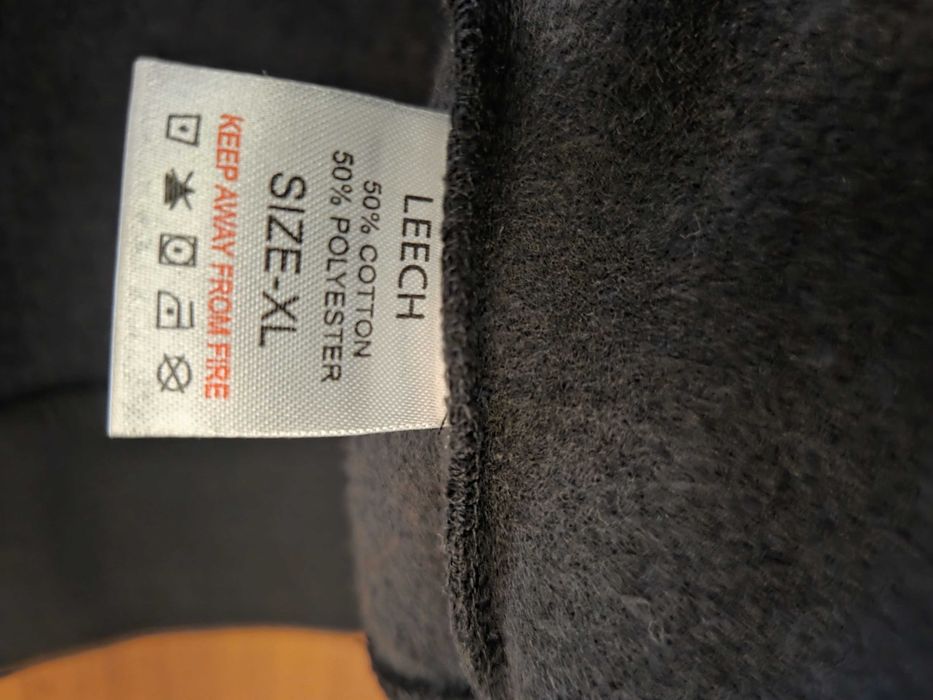 LEECH
50% COTTON
50% POLYESTER
SIZE-XL
KEEP AWAY FROM FIRE